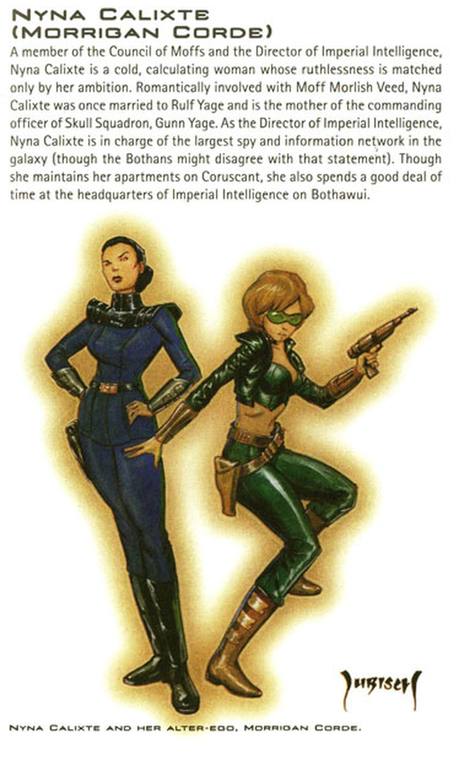 Nyna Calixte
(Morrigan Corde)
A member of the Council of Moffs and the Director of Imperial Intelligence,
Nyna Calixte is a cold, calculating woman whose ruthlessness is matched
only by her ambition. Romantically involved with Moff Morlish Veed, Nyna
Calixte was once married to Rulf Yage and is the mother of the commanding
officer of Skull Squadron, Gunn Yage. As the Director of Imperial Intelligence,
Nyna Calixte is in charge of the largest spy and information network in the
galaxy (though the Bothans might disagree with that statement). Though
she maintains her apartments on Coruscant, she also spends a good deal of
time at the headquarters of Imperial Intelligence on Bothawui.
Nyna Calixte and her alter-ego, Morrigan Corde.